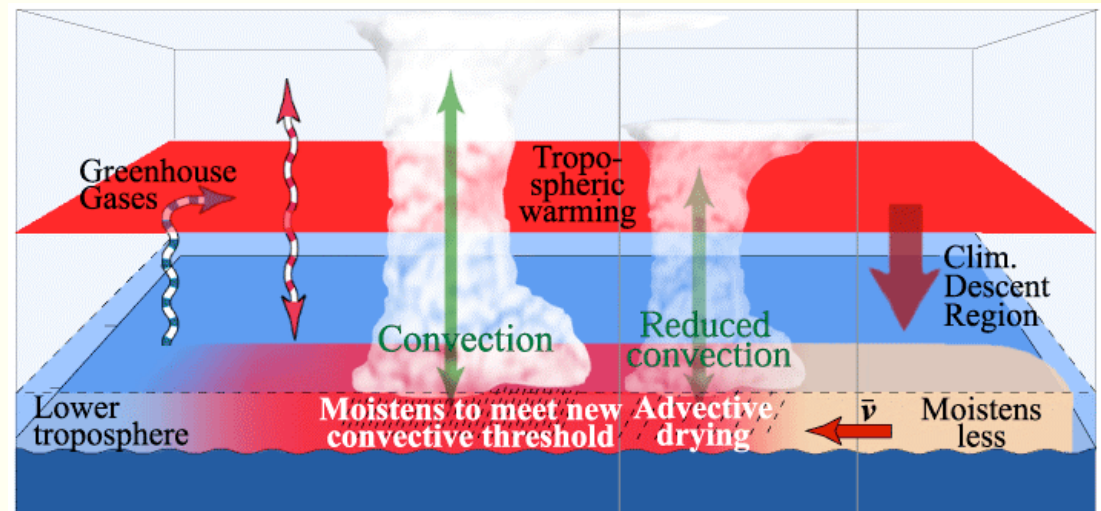 Greenhouse
Gases
Tropo-
spheric
warming
Clim.
Descent
Region
Convection
Reduced
convection
Lower
troposphere
Moistens to meet new
convective threshold
Advective
drying
v̄
Moistens
less